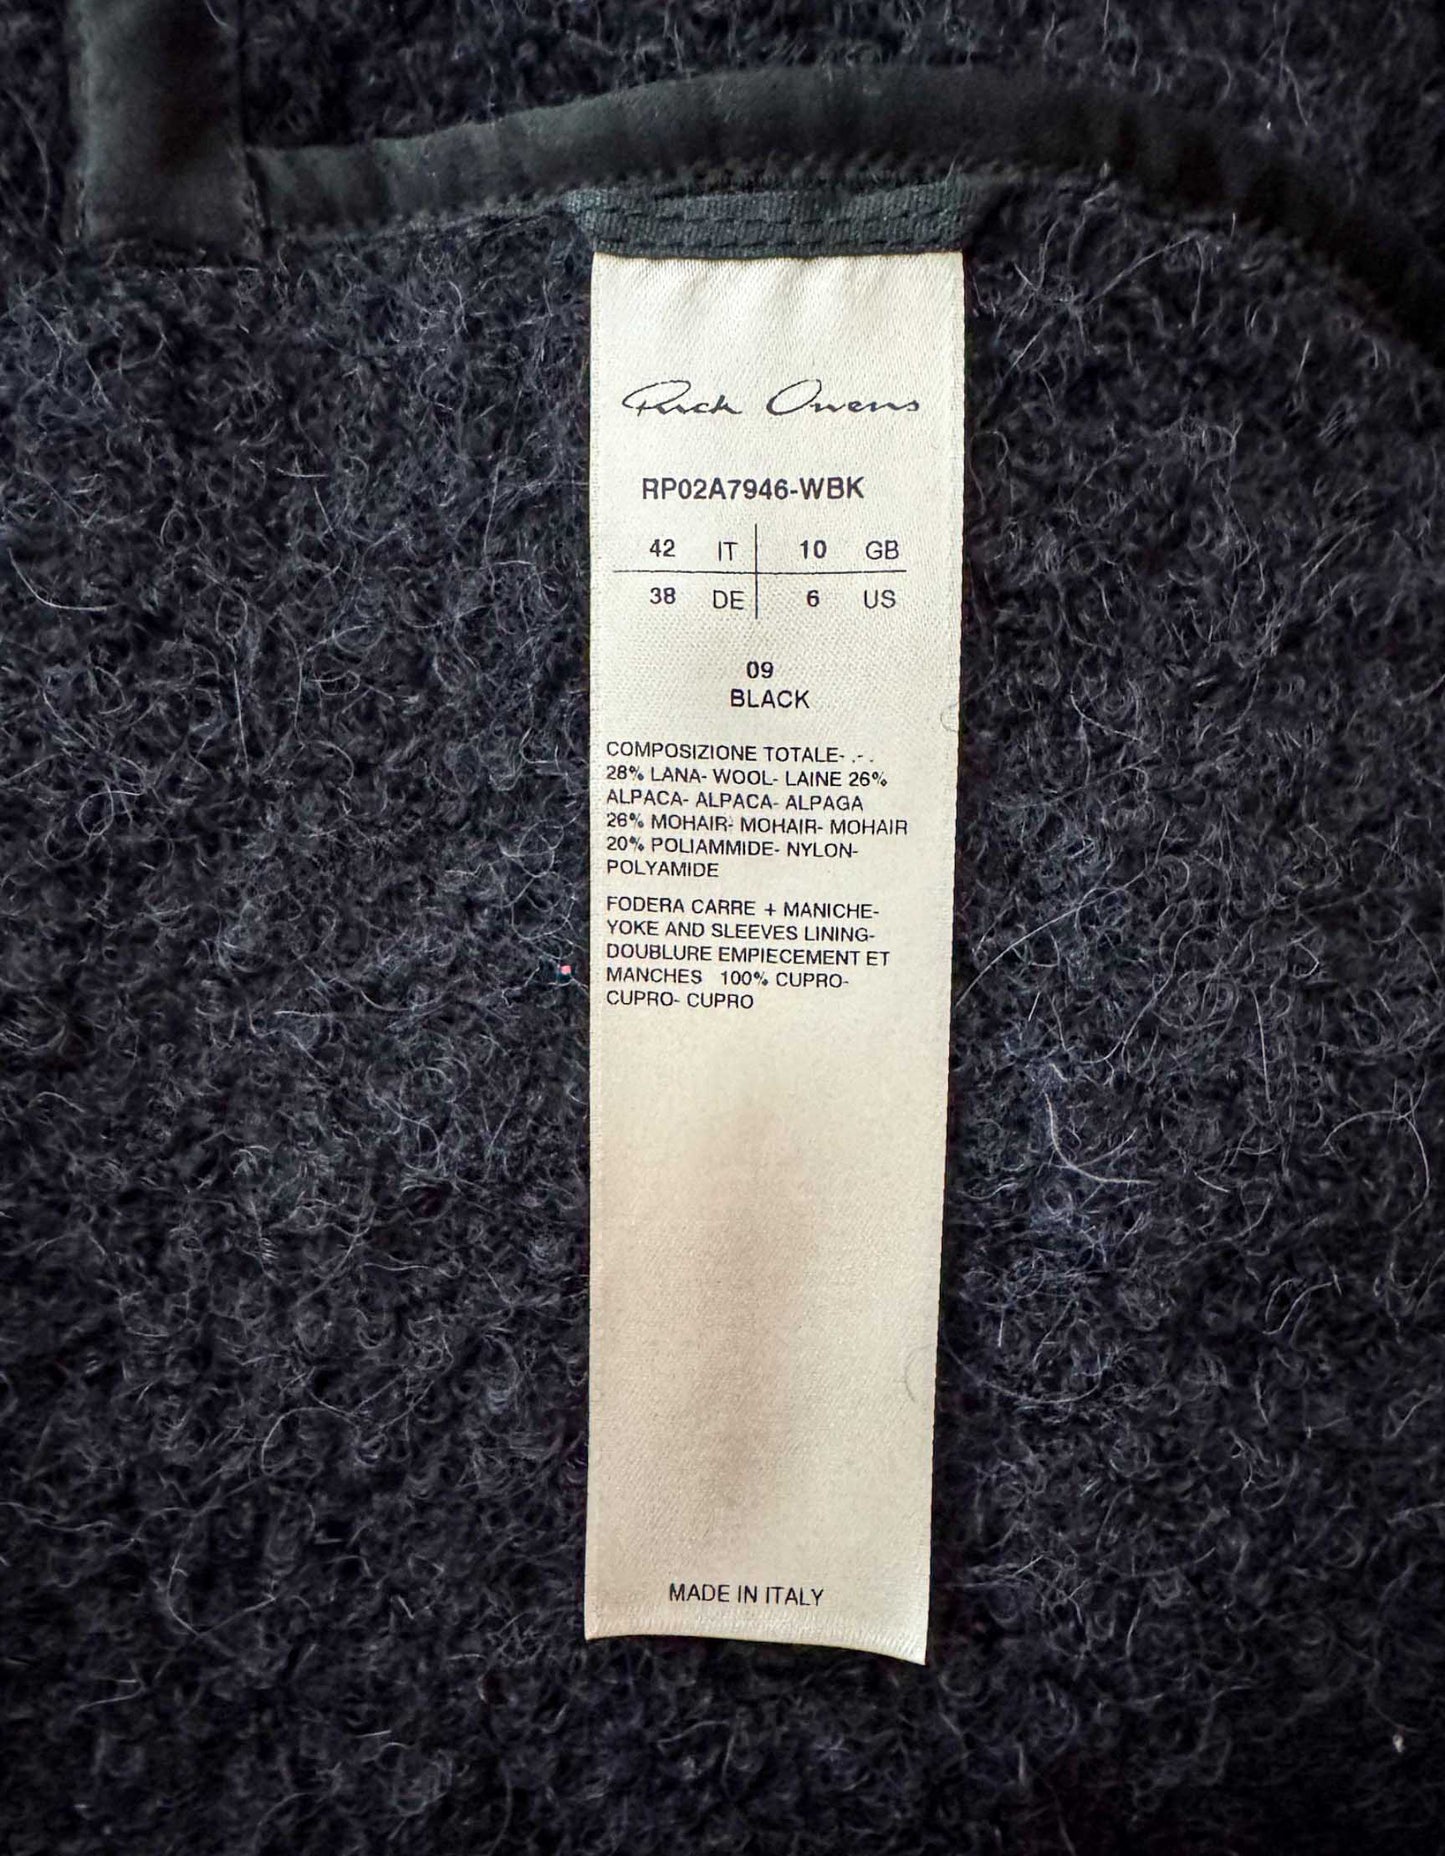 Rick Owens
RP02A7946-WBK
42 IT 10 GB
38 DE 6 US
09
BLACK
COMPOSIZIONE TOTALE- .- .
28% LANA- WOOL- LAINE 26%
ALPACA- ALPACA- ALPAGA
26% MOHAIR- MOHAIR- MOHAIR
20% POLIAMMIDE- NYLON-
POLYAMIDE
FODERA CARRE + MANICHE-
YOKE AND SLEEVES LINING-
DOUBLURE EMPIECEMENT ET
MANCHES 100% CUPRO-
CUPRO- CUPRO
MADE IN ITALY